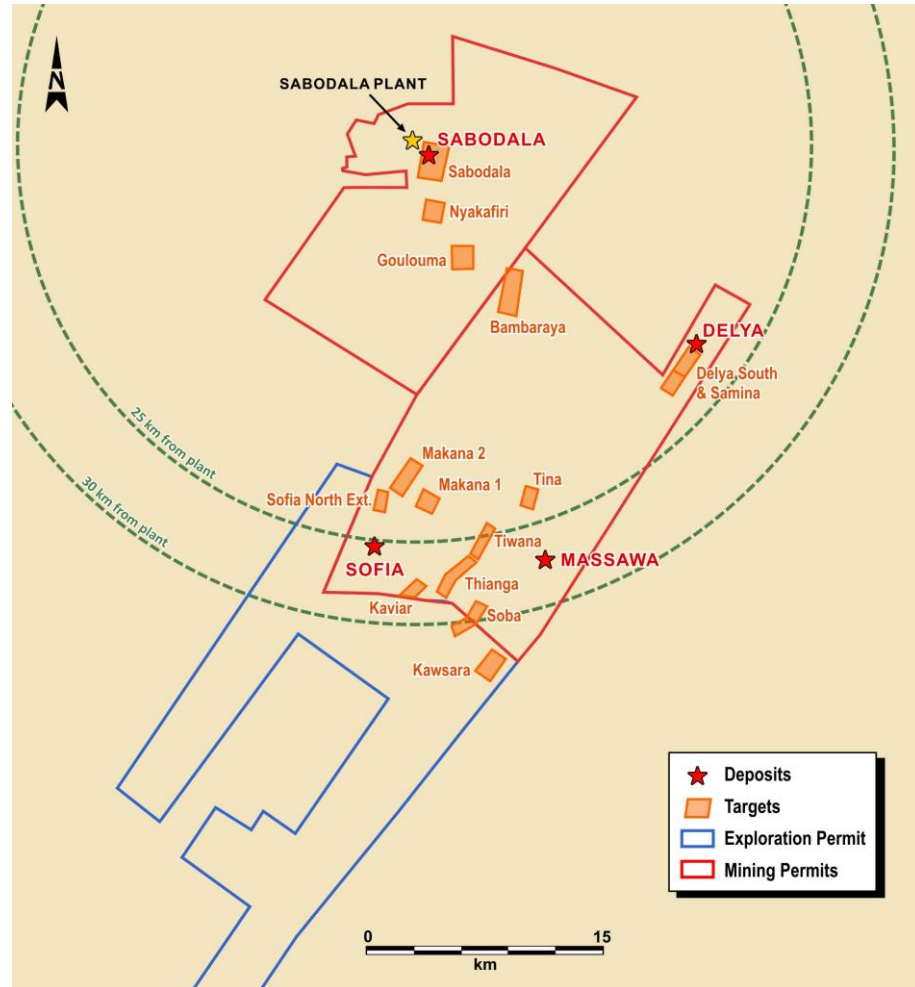 N
SABODALA PLANT
SABODALA
Sabodala
Nyakafiri
Goulouma
Bambaraya
DELYA
Delya South
& Samina
25 km from plant
30 km from plant
Makana 2
Makana 1
Tina
Sofia North Ext.
Tiwana
SOFIA
MASSAWA
Thianga
Kaviar
Soba
Kawsara
Deposits
Targets
Exploration Permit
Mining Permits
0 15
km